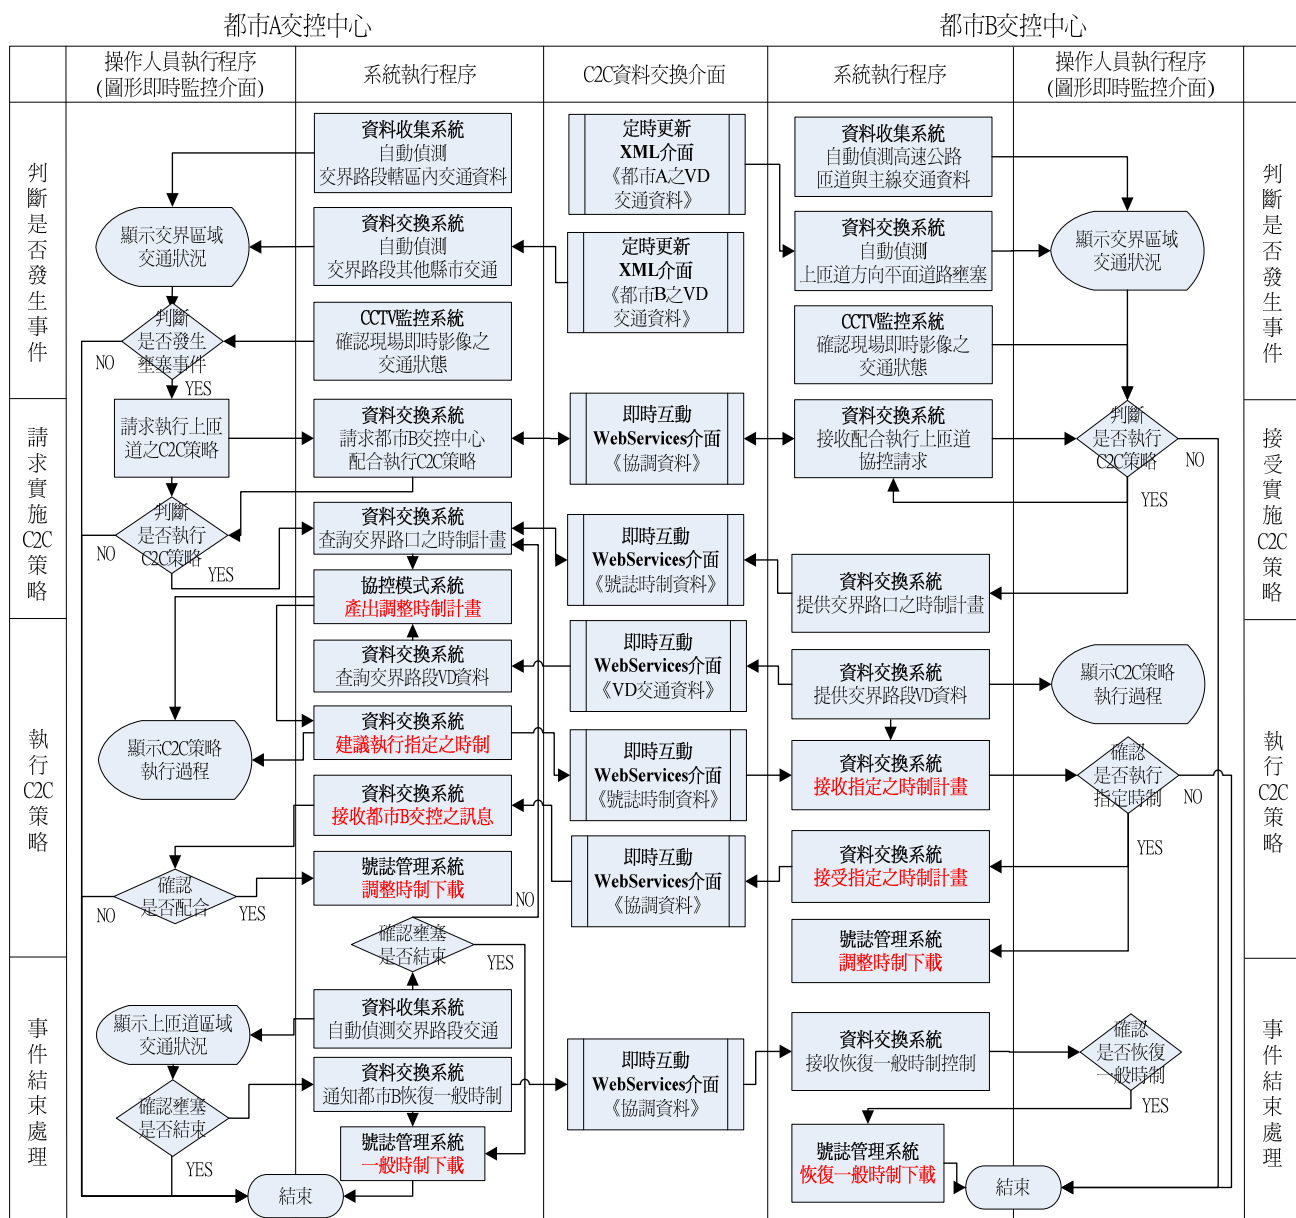 都市A交控中心
都市B交控中心
操作人員執行程序
(圖形即時監控介面)
系統執行程序
C2C資料交換介面
系統執行程序
操作人員執行程序
(圖形即時監控介面)
判斷是否發生事件
資料收集系統
自動偵測
交界路段轄區內交通資料
定時更新
XML介面
《都市A之VD
交通資料》
資料收集系統
自動偵測高速公路
匝道與主線交通資料
判斷是否發生事件
顯示交界區域
交通狀況
資料交換系統
自動偵測
交界路段其他縣市交通
定時更新
XML介面
《都市B之VD
交通資料》
資料交換系統
自動偵測
上匝道方向平面道路壅塞
顯示交界區域
交通狀況
判斷
是否發生
壅塞事件
NO
YES
CCTV監控系統
確認現場即時影像之
交通狀態
CCTV監控系統
確認現場即時影像之
交通狀態
請求實施C2C策略
請求執行上匝
道之C2C策略
資料交換系統
請求都市B交控中心
配合執行C2C策略
即時互動
WebServices介面
《協調資料》
資料交換系統
接收配合執行上匝道
協控請求
判斷
是否執行
C2C策略
NO
YES
接受實施C2C策略
判斷
是否執行
C2C策略
NO
YES
資料交換系統
查詢交界路口之時制計畫
即時互動
WebServices介面
《號誌時制資料》
資料交換系統
提供交界路口之時制計畫
協控模式系統
產出調整時制計畫
執行C2C策略
資料交換系統
查詢交界路段VD資料
即時互動
WebServices介面
《VD交通資料》
資料交換系統
提供交界路段VD資料
顯示C2C策略
執行過程
執行C2C策略
顯示C2C策略
執行過程
資料交換系統
建議執行指定之時制
即時互動
WebServices介面
《號誌時制資料》
資料交換系統
接收指定之時制計畫
確認
是否執行
指定時制
NO
YES
資料交換系統
接收都市B交控之訊息
即時互動
WebServices介面
《協調資料》
資料交換系統
接受指定之時制計畫
確認
是否配合
NO
YES
號誌管理系統
調整時制下載
NO
號誌管理系統
調整時制下載
確認壅塞
是否結束
YES
事件結束處理
顯示上匝道區域
交通狀況
資料收集系統
自動偵測交界路段交通
資料交換系統
接收恢復一般時制控制
確認
是否恢復
一般時制
YES
事件結束處理
確認壅塞
是否結束
YES
資料交換系統
通知都市B恢復一般時制
即時互動
WebServices介面
《協調資料》
號誌管理系統
一般時制下載
號誌管理系統
恢復一般時制下載
結束
結束